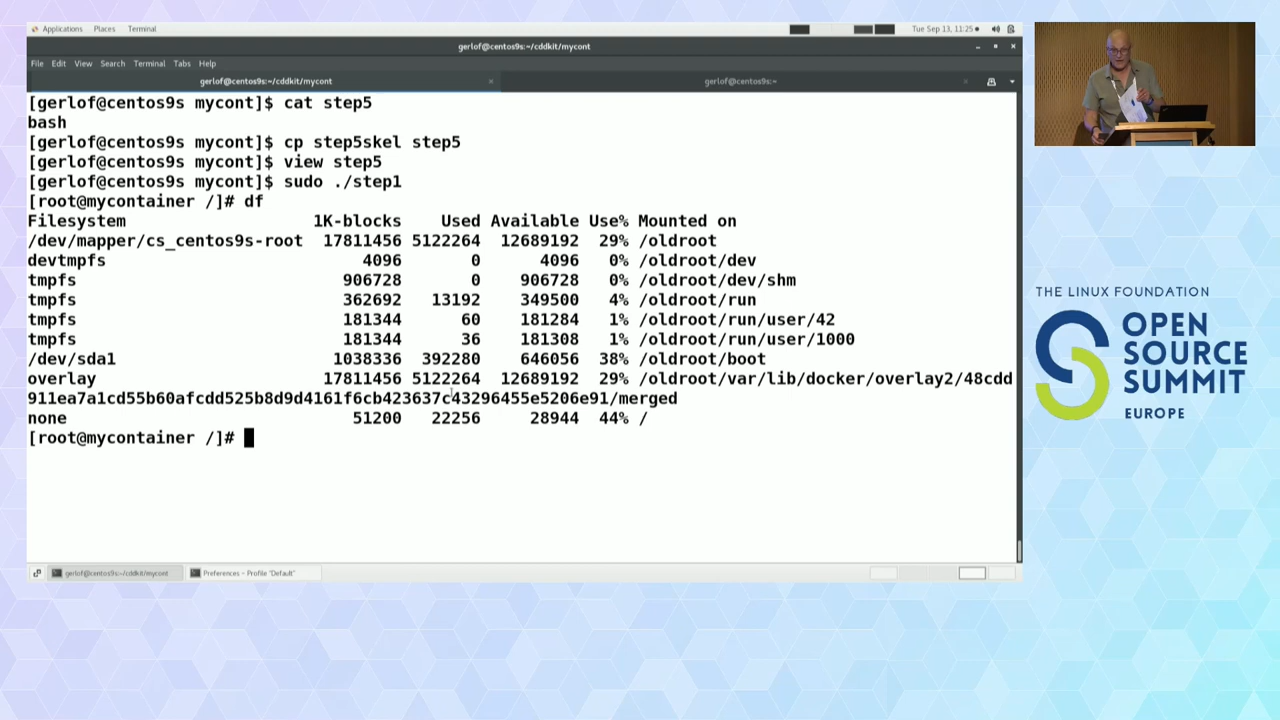 Applications Places Terminal
Tue Sep 13, 11:25
gerlof@centos9s:~/cddkit/mycont
File Edit View Search Terminal Tabs Help
gerlof@centos9s:~/cddkit/mycont
gerlof@centos9s:~
[gerlof@centos9s mycont]$ cat step5
bash
[gerlof@centos9s mycont]$ cp step5skel step5
[gerlof@centos9s mycont]$ view step5
[gerlof@centos9s mycont]$ sudo ./step1
[root@mycontainer /]# df
Filesystem 1K-blocks Used Available Use% Mounted on
/dev/mapper/cs_centos9s-root 17811456 5122264 12689192 29% /oldroot
devtmpfs 4096 0 4096 0% /oldroot/dev
tmpfs 906728 0 906728 0% /oldroot/dev/shm
tmpfs 362692 13192 349500 4% /oldroot/run
tmpfs 181344 60 181284 1% /oldroot/run/user/42
tmpfs 181344 36 181308 1% /oldroot/run/user/1000
/dev/sda1 1038336 392280 646056 38% /oldroot/boot
overlay 17811456 5122264 12689192 29% /oldroot/var/lib/docker/overlay2/48cdd
911ea7a1cd55b60afcdd525b8d9d4161f6cb423637c43296455e5206e91/merged
none 51200 22256 28944 44% /
[root@mycontainer /]#
gerlof@centos9s:~/cddkit/mycont
Preferences – Profile "Default"
THE LINUX FOUNDATION
OPEN
SOURCE
SUMMIT
EUROPE